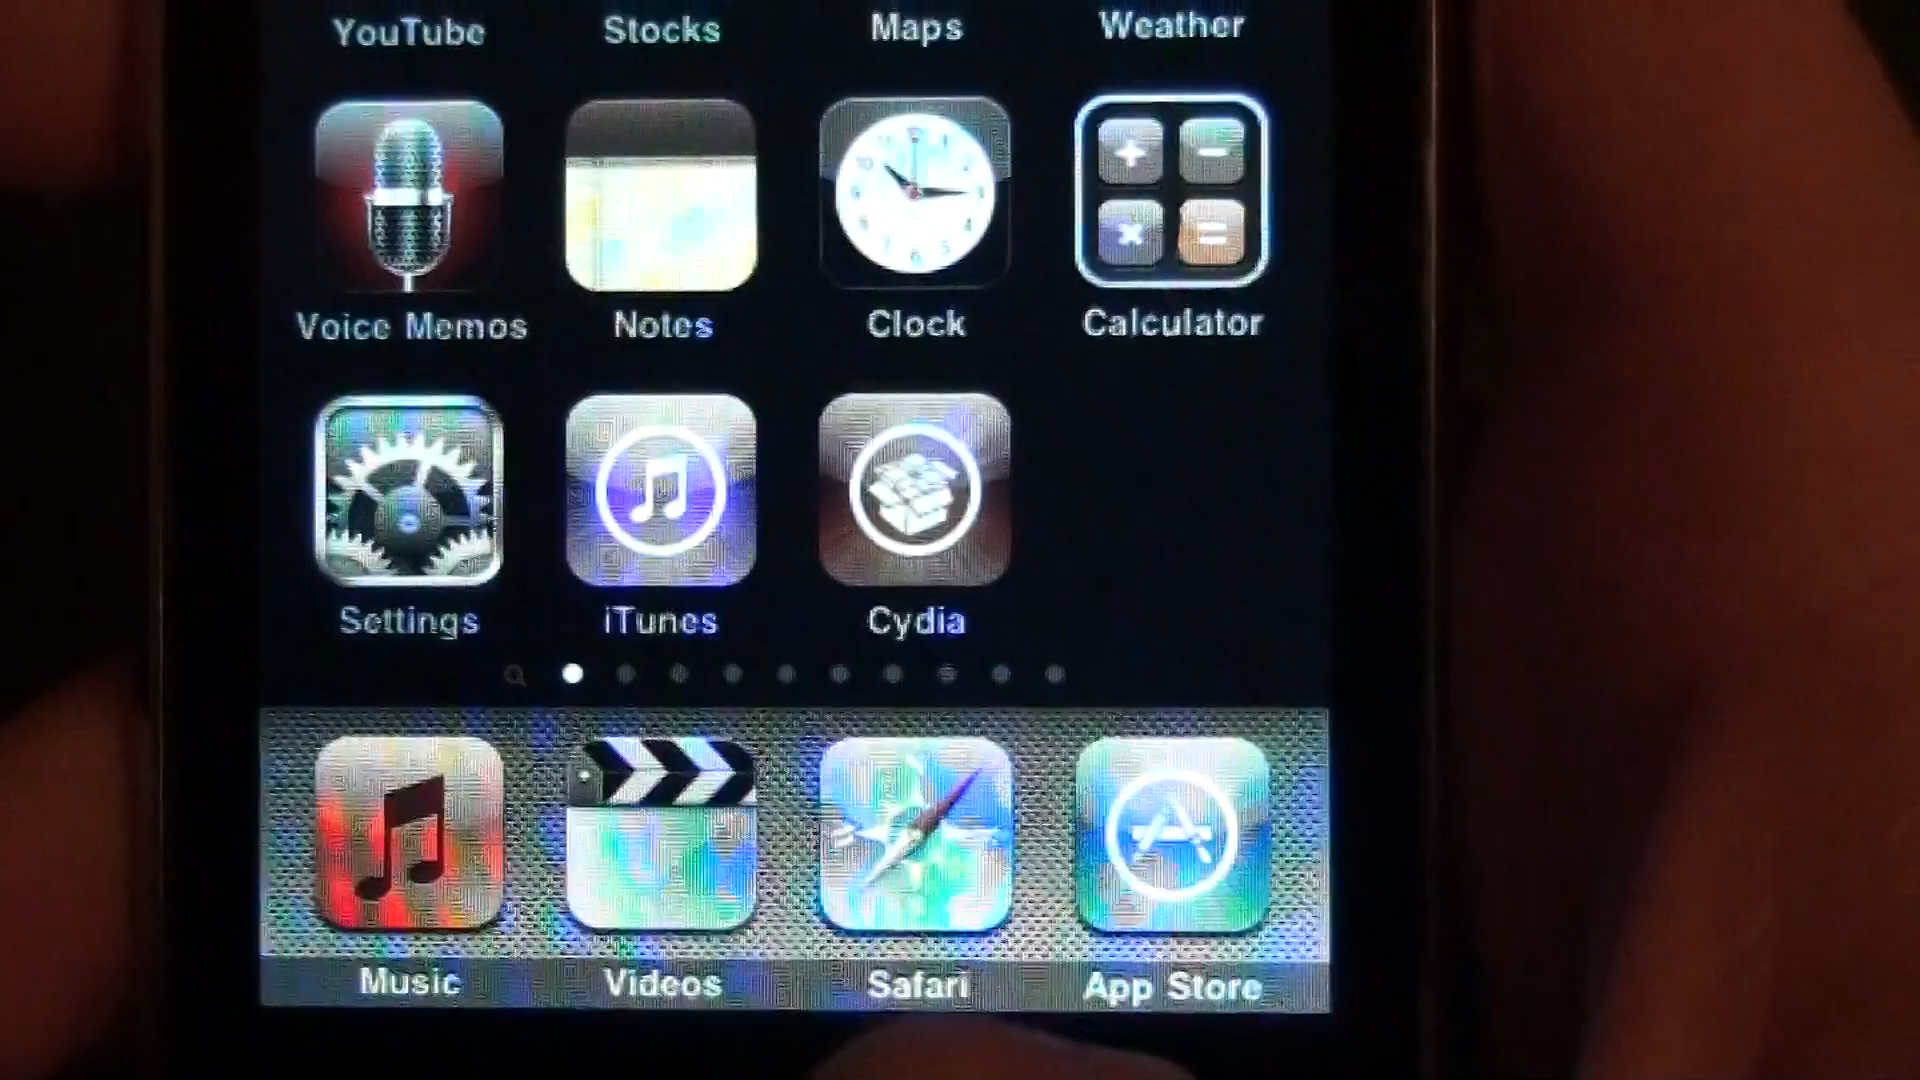 YouTube Stocks Maps Weather
Voice Memos Notes Clock Calculator
Settings iTunes Cydia
Music Videos Safari App Store